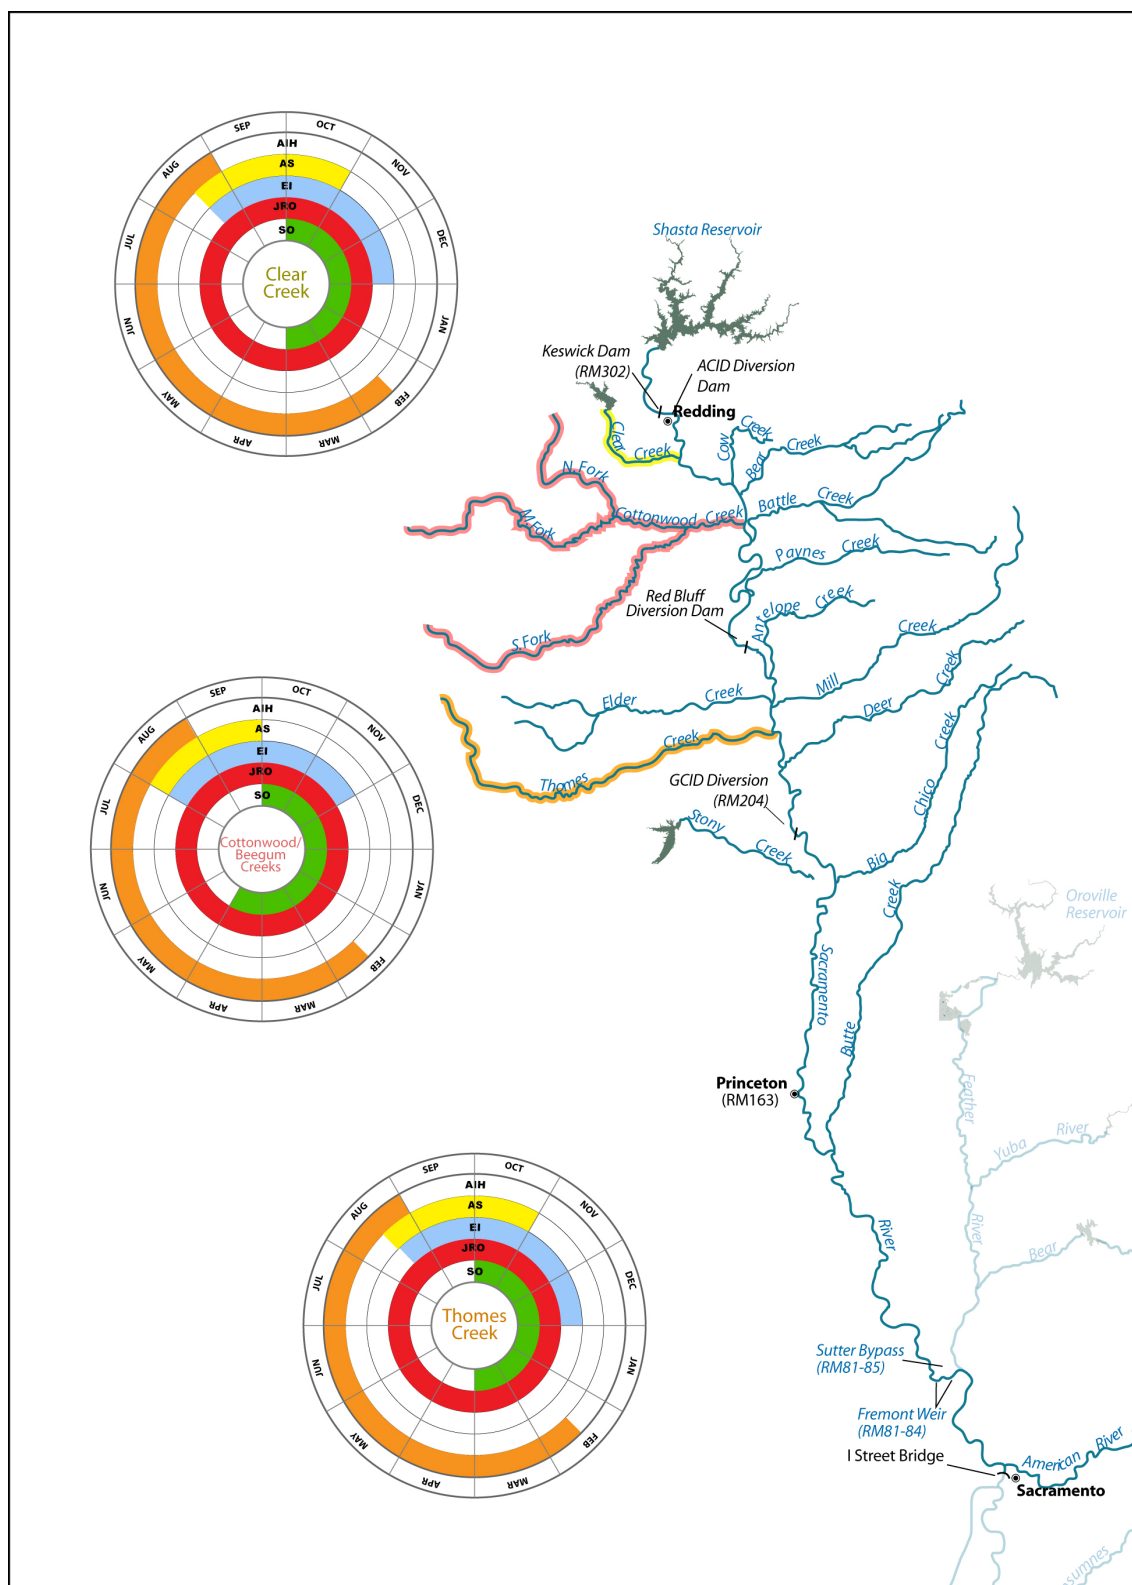 SEP
OCT
AUG
NOV
JUL
DEC
JUN
JAN
MAY
FEB
APR
MAR
AIH
AS
EI
JRO
SO
Clear
Creek
Shasta Reservoir
Keswick Dam
(RM302)
ACID Diversion
Dam
Redding
Clear
Creek
Cow
Creek
Bear
Creek
N. Fork
M. Fork
Cottonwood Creek
Battle Creek
Paynes Creek
Red Bluff
Diversion Dam
Antelope Creek
S. Fork
Mill
Creek
Elder
Creek
Deer
Creek
SEP
OCT
AUG
NOV
JUL
DEC
JUN
JAN
MAY
FEB
APR
MAR
AIH
AS
EI
JRO
SO
Cottonwood/
Beegum
Creeks
Thomes
Creek
GCID Diversion
(RM204)
Stony
Creek
Big
Chico
Creek
Butte
Creek
Oroville
Reservoir
Sacramento
River
Feather
River
Princeton
(RM163)
Yuba
River
Bear
SEP
OCT
AUG
NOV
JUL
DEC
JUN
JAN
MAY
FEB
APR
MAR
AIH
AS
EI
JRO
SO
Thomes
Creek
Sutter Bypass
(RM81-85)
Fremont Weir
(RM81-84)
I Street Bridge
American River
Sacramento
sumnes